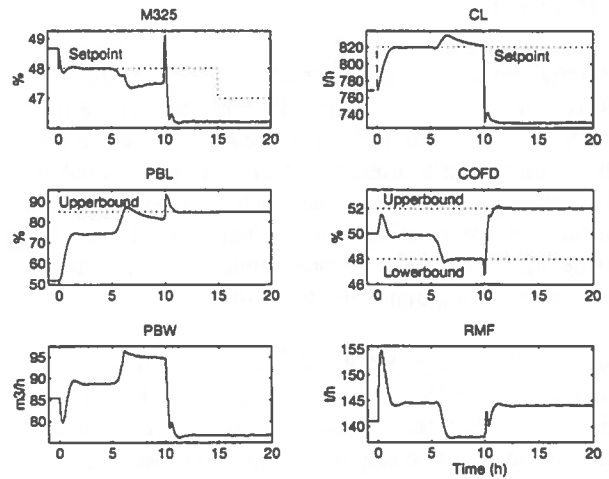 M325
CL
49
48
47
%
Setpoint
0 5 10 15 20
820
800
780
760
740
t/h
Setpoint
0 5 10 15 20
PBL
COFD
90
80
70
60
50
%
Upperbound
0 5 10 15 20
52
50
48
46
%
Upperbound
Lowerbound
0 5 10 15 20
PBW
RMF
95
90
85
80
m3/h
0 5 10 15 20
155
150
145
140
t/h
0 5 10 15 20
Time (h)